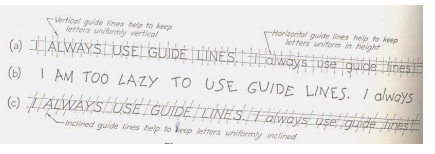 Vertical guide lines help to keep
letters uniformly vertical
Horizontal guide lines help to keep
letters uniform in height
(a) I ALWAYS USE GUIDE LINES. I always use guide lines!
(b) I AM TOO LAZY TO USE GUIDE LINES. I always
(c) I ALWAYS USE GUIDE LINES. I always use guide lines!
Inclined guide lines help to keep letters uniformly inclined